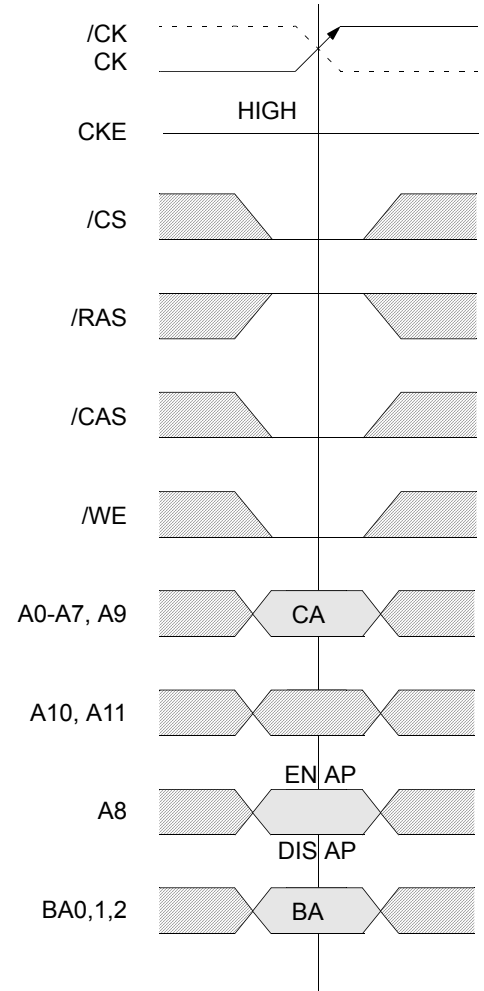 /CK
CK
HIGH
CKE
/CS
/RAS
/CAS
/WE
A0-A7, A9 CA
A10, A11
EN AP
A8
DIS AP
BA0,1,2 BA